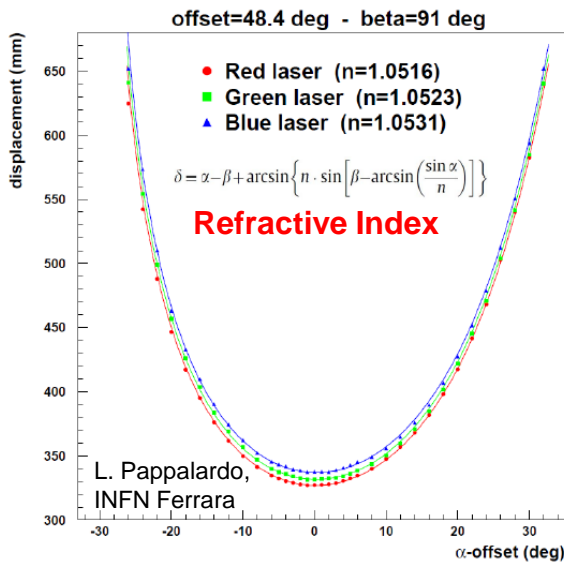 offset=48.4 deg - beta=91 deg
displacement (mm)
Red laser (n=1.0516)
Green laser (n=1.0523)
Blue laser (n=1.0531)
δ = α−β + arcsin{n · sin[β−arcsin(sin α/n)]}
Refractive Index
L. Pappalardo,
INFN Ferrara
650
600
550
500
450
400
350
300
-30 -20 -10 0 10 20 30
α-offset (deg)